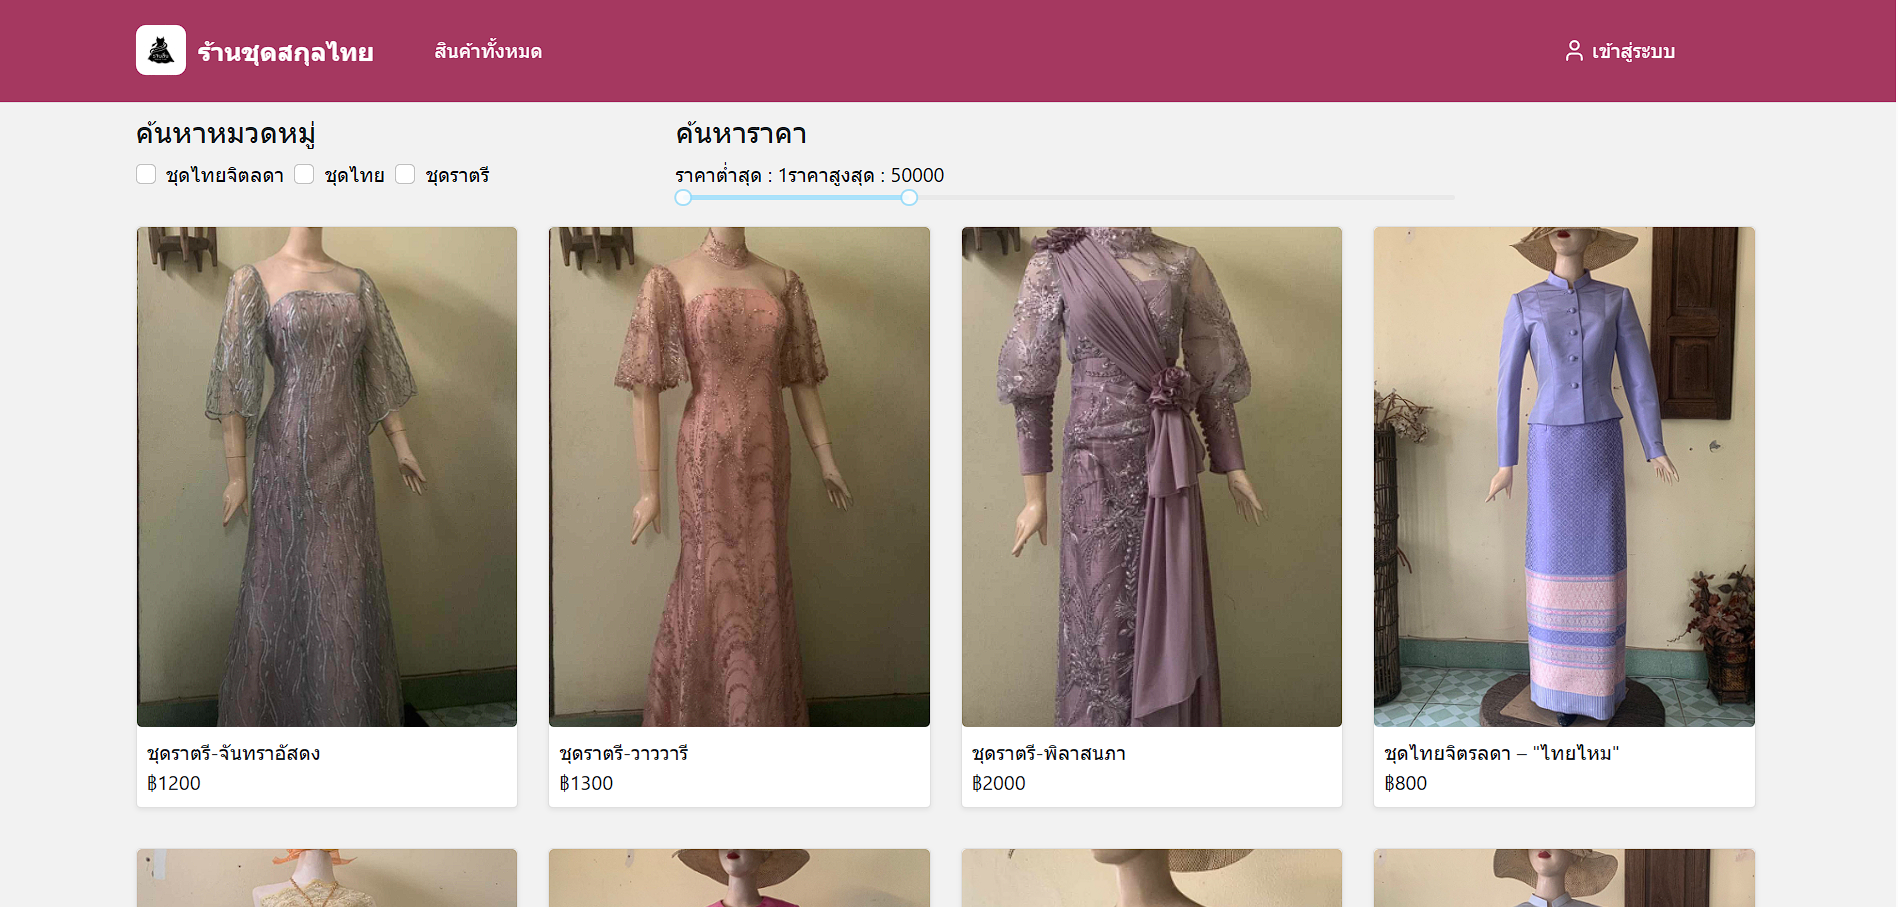 ร้านชุดสกุลไทย
สินค้าทั้งหมด
เข้าสู่ระบบ
ค้นหาหมวดหมู่
ชุดไทยจิตลดา
ชุดไทย
ชุดราตรี
ค้นหาราคา
ราคาต่ำสุด : 1ราคาสูงสุด : 50000
ชุดราตรี-จันทราอัสดง
฿1200
ชุดราตรี-วาววารี
฿1300
ชุดราตรี-พิลาสนภา
฿2000
ชุดไทยจิตรลดา – "ไทยไหม"
฿800